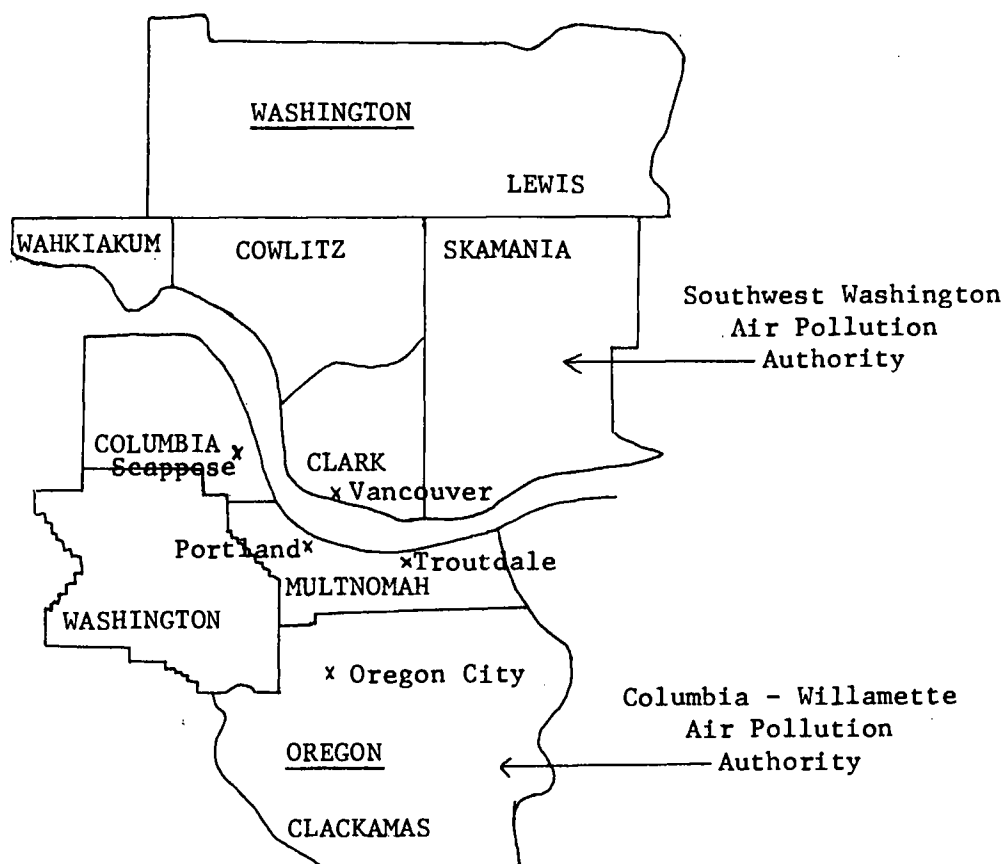 WASHINGTON
LEWIS
WAHKIAKUM
COWLITZ
SKAMANIA
Southwest Washington
Air Pollution
Authority
COLUMBIA
x
Scappose
CLARK
x Vancouver
Portland x
x Troutdale
MULTNOMAH
WASHINGTON
x Oregon City
Columbia - Willamette
Air Pollution
Authority
OREGON
CLACKAMAS